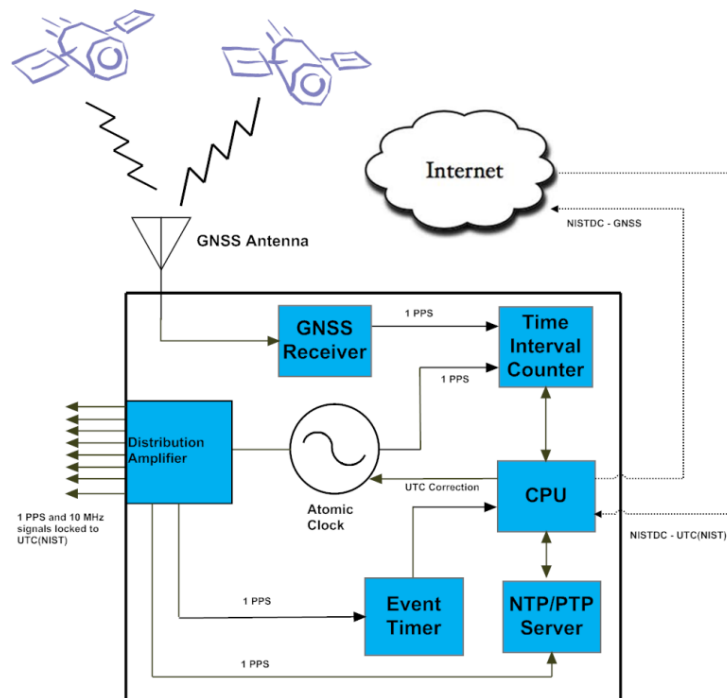 Internet
NISTDC - GNSS
GNSS Antenna
GNSS
Receiver
1 PPS
Time
Interval
Counter
1 PPS
Distribution
Amplifier
Atomic
Clock
UTC Correction
CPU
1 PPS and 10 MHz
signals locked to
UTC(NIST)
NISTDC - UTC(NIST)
1 PPS
Event
Timer
NTP/PTP
Server
1 PPS